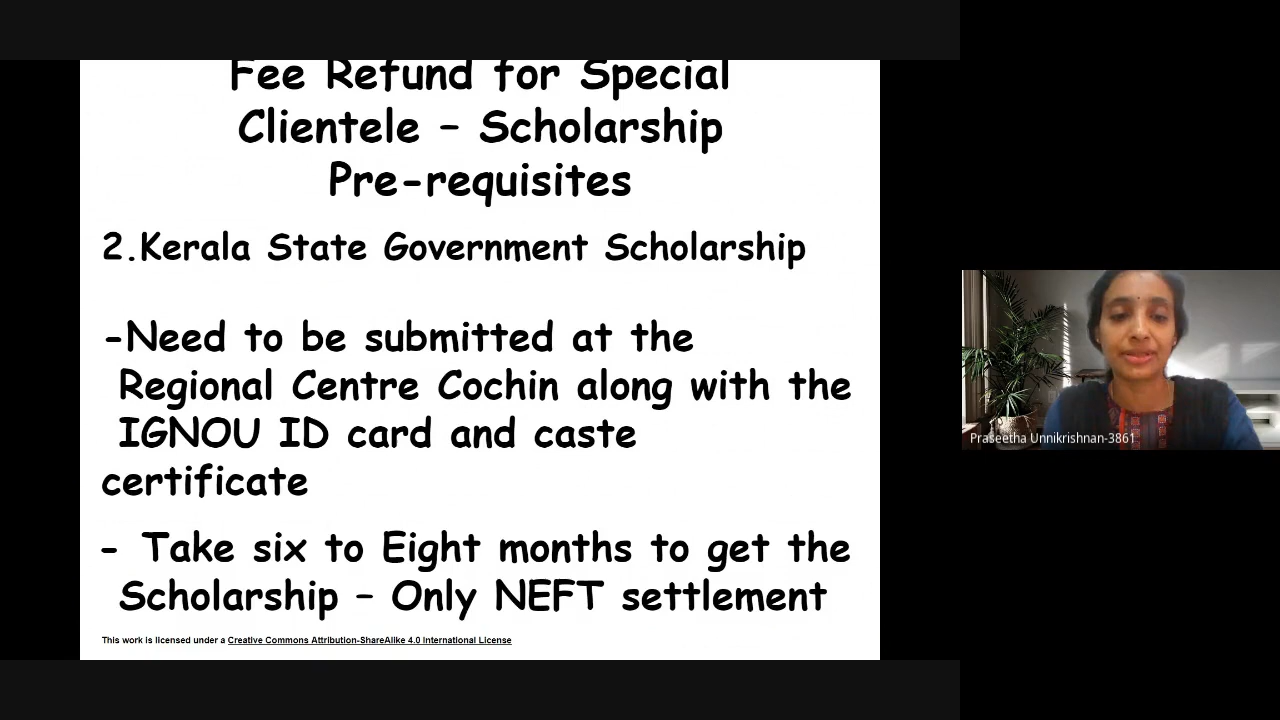 Fee Refund for Special
Clientele – Scholarship
Pre-requisites
2.Kerala State Government Scholarship
-Need to be submitted at the
Regional Centre Cochin along with the
IGNOU ID card and caste
certificate
- Take six to Eight months to get the
Scholarship – Only NEFT settlement
This work is licensed under a Creative Commons Attribution-ShareAlike 4.0 International License
Praseetha Unnikrishnan-3861